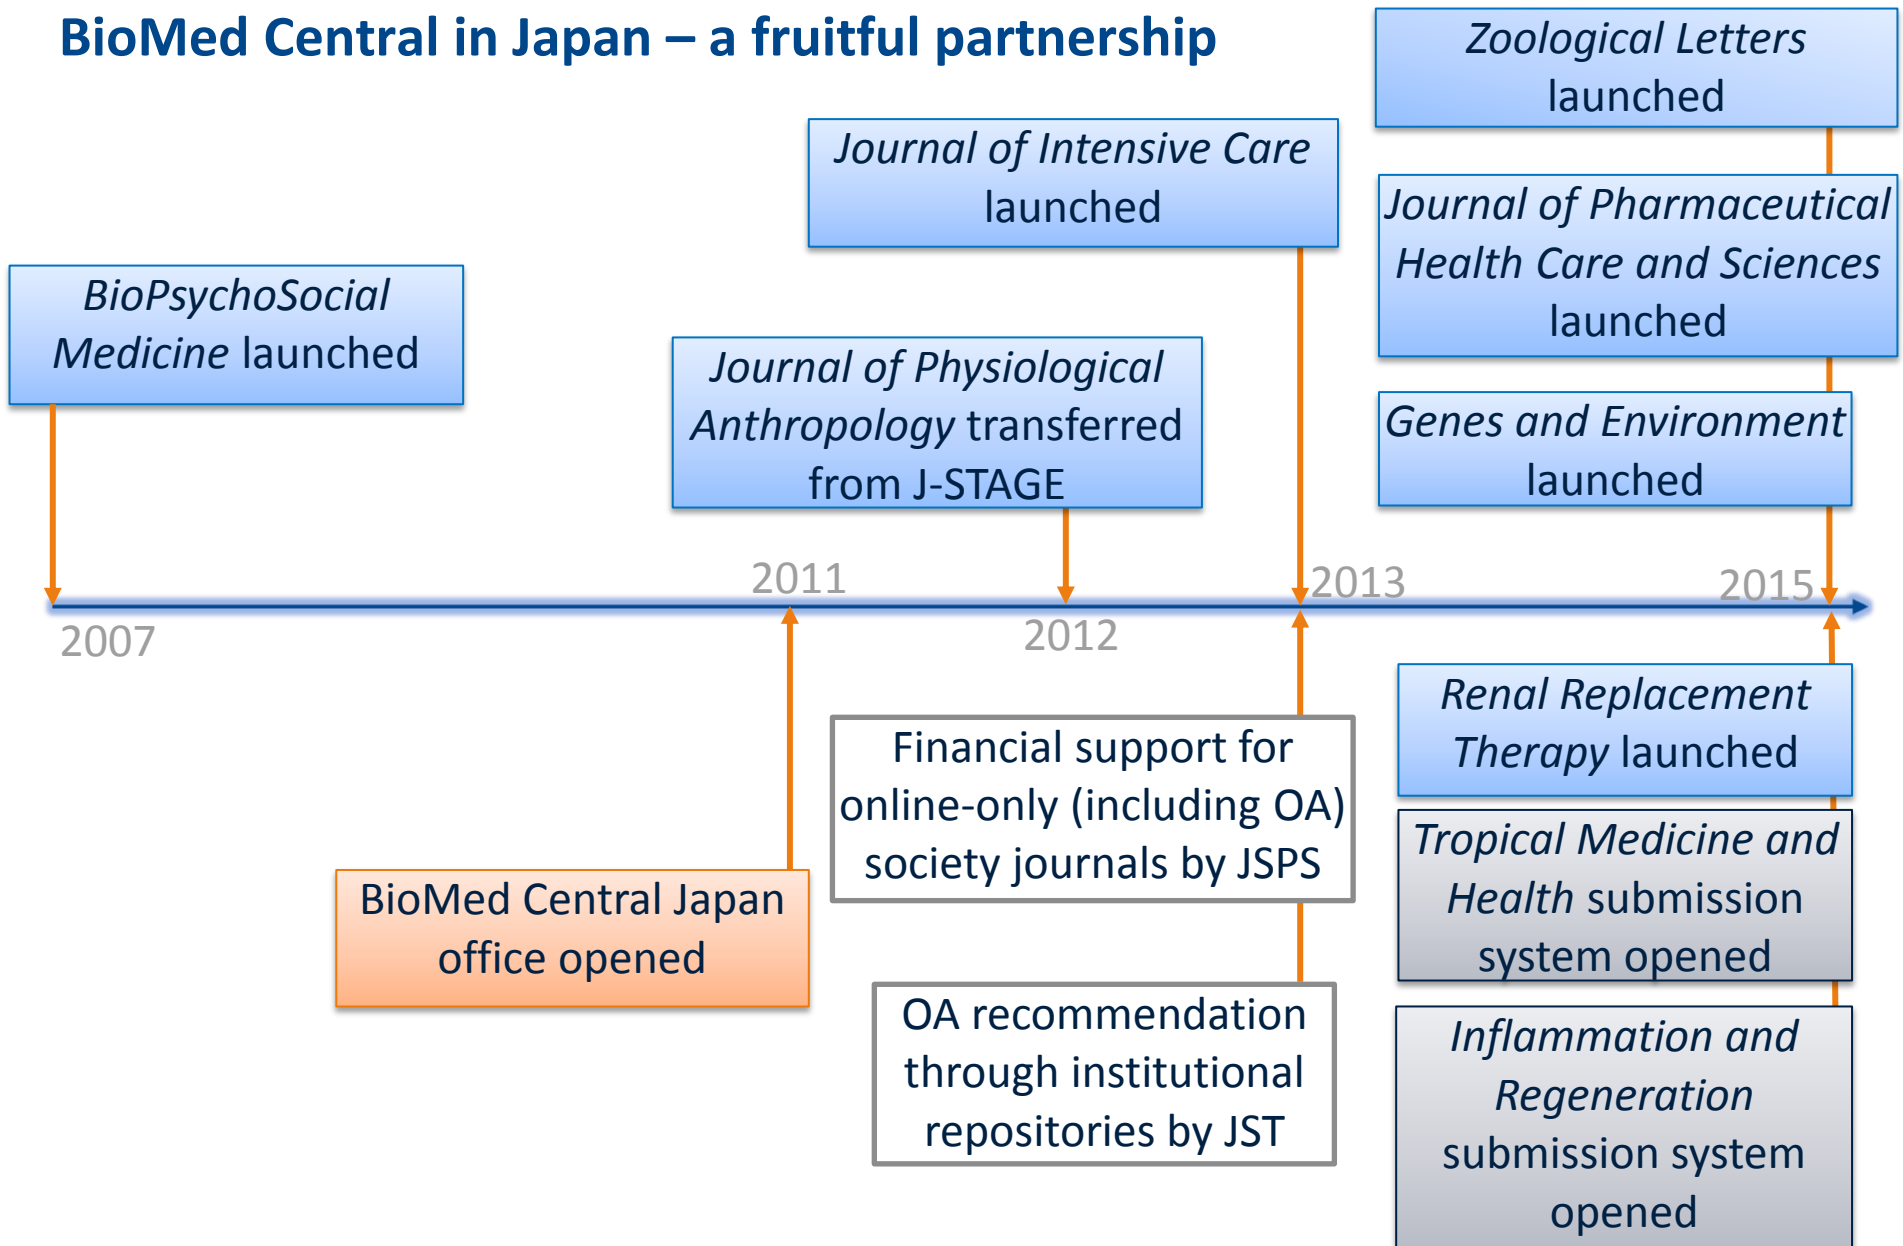 BioMed Central in Japan – a fruitful partnership
Zoological Letters
launched
Journal of Intensive Care
launched
Journal of Pharmaceutical
Health Care and Sciences
launched
BioPsychoSocial
Medicine launched
Journal of Physiological
Anthropology transferred
from J-STAGE
Genes and Environment
launched
2007
2011
2012
2013
2015
BioMed Central Japan
office opened
Financial support for
online-only (including OA)
society journals by JSPS
OA recommendation
through institutional
repositories by JST
Renal Replacement
Therapy launched
Tropical Medicine and
Health submission
system opened
Inflammation and
Regeneration
submission system
opened